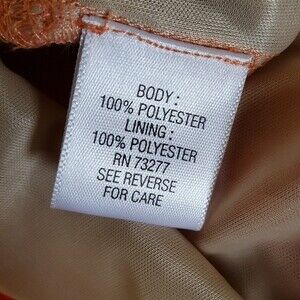 BODY:
100% POLYESTER
LINING:
100% POLYESTER
RN 73277
SEE REVERSE
FOR CARE